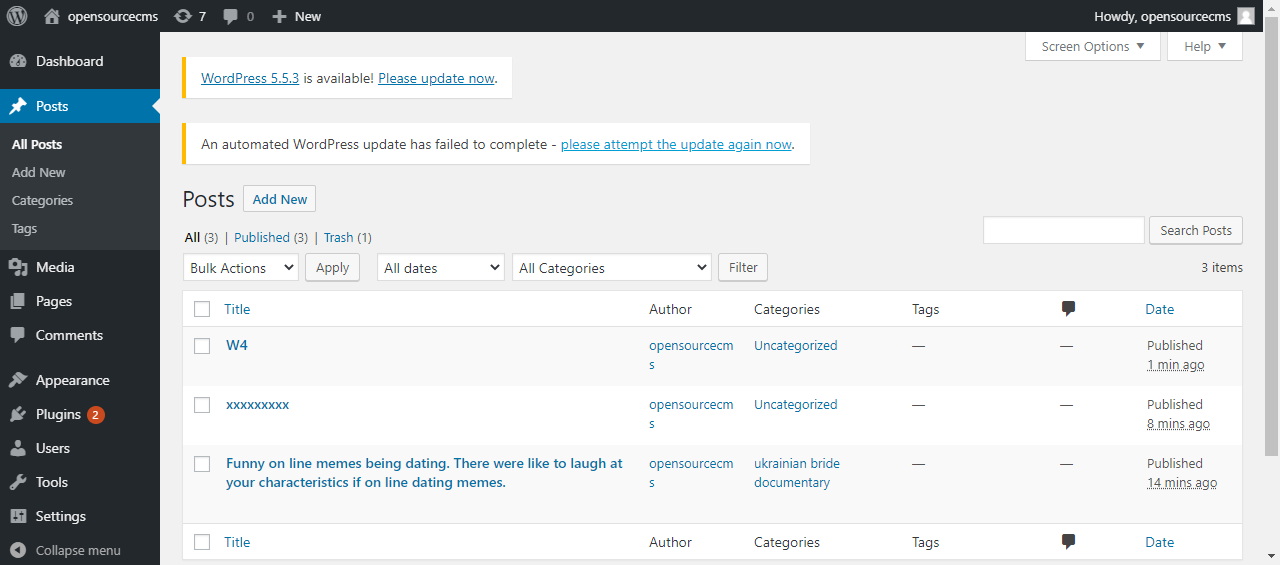 opensourcecms 7 0 New Howdy, opensourcecms
Screen Options Help
Dashboard
Posts
All Posts
Add New
Categories
Tags
Media
Pages
Comments
Appearance
Plugins 2
Users
Tools
Settings
Collapse menu
WordPress 5.5.3 is available! Please update now.
An automated WordPress update has failed to complete - please attempt the update again now.
Posts Add New
All (3) | Published (3) | Trash (1)
Search Posts
Bulk Actions Apply All dates All Categories Filter 3 items
Title Author Categories Tags Date
W4 opensourcecm Uncategorized — — Published
s 1 min ago
xxxxxxxxx opensourcecm Uncategorized — — Published
s 8 mins ago
Funny on line memes being dating. There were like to laugh at opensourcecm ukrainian bride — — Published
your characteristics if on line dating memes. s documentary 14 mins ago
Title Author Categories Tags Date